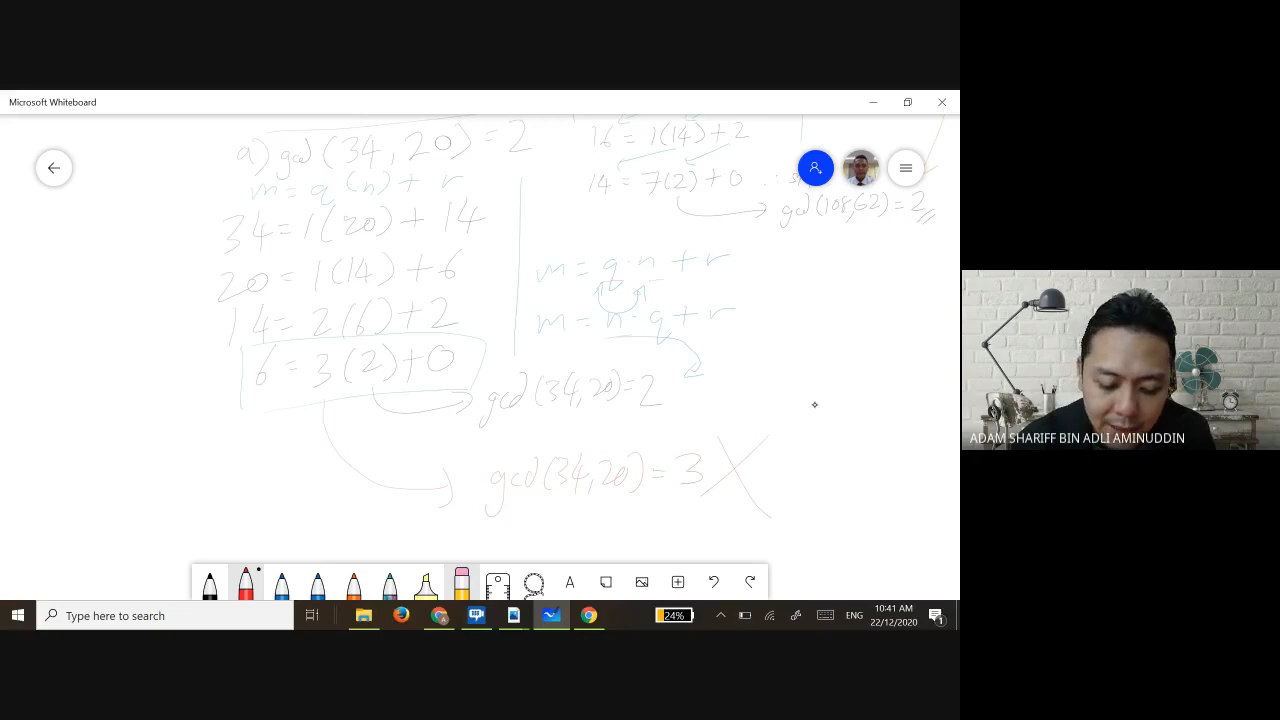 Microsoft Whiteboard
a) gcd (34, 20) = 2
m = q (n) + r
34 = 1(20) + 14
20 = 1(14) + 6
14 = 2(6) + 2
6 = 3(2) + 0
gcd(34,20)=2
gcd(34,20)=3 X
16 = 1(14) + 2
14 = 7(2) + 0 ∴
gcd(108,62) = 2
m = q · n + r
m = n · q + r
ADAM SHARIFF BIN ADLI AMINUDDIN
A
Type here to search
24%
ENG
10:41 AM
22/12/2020
1